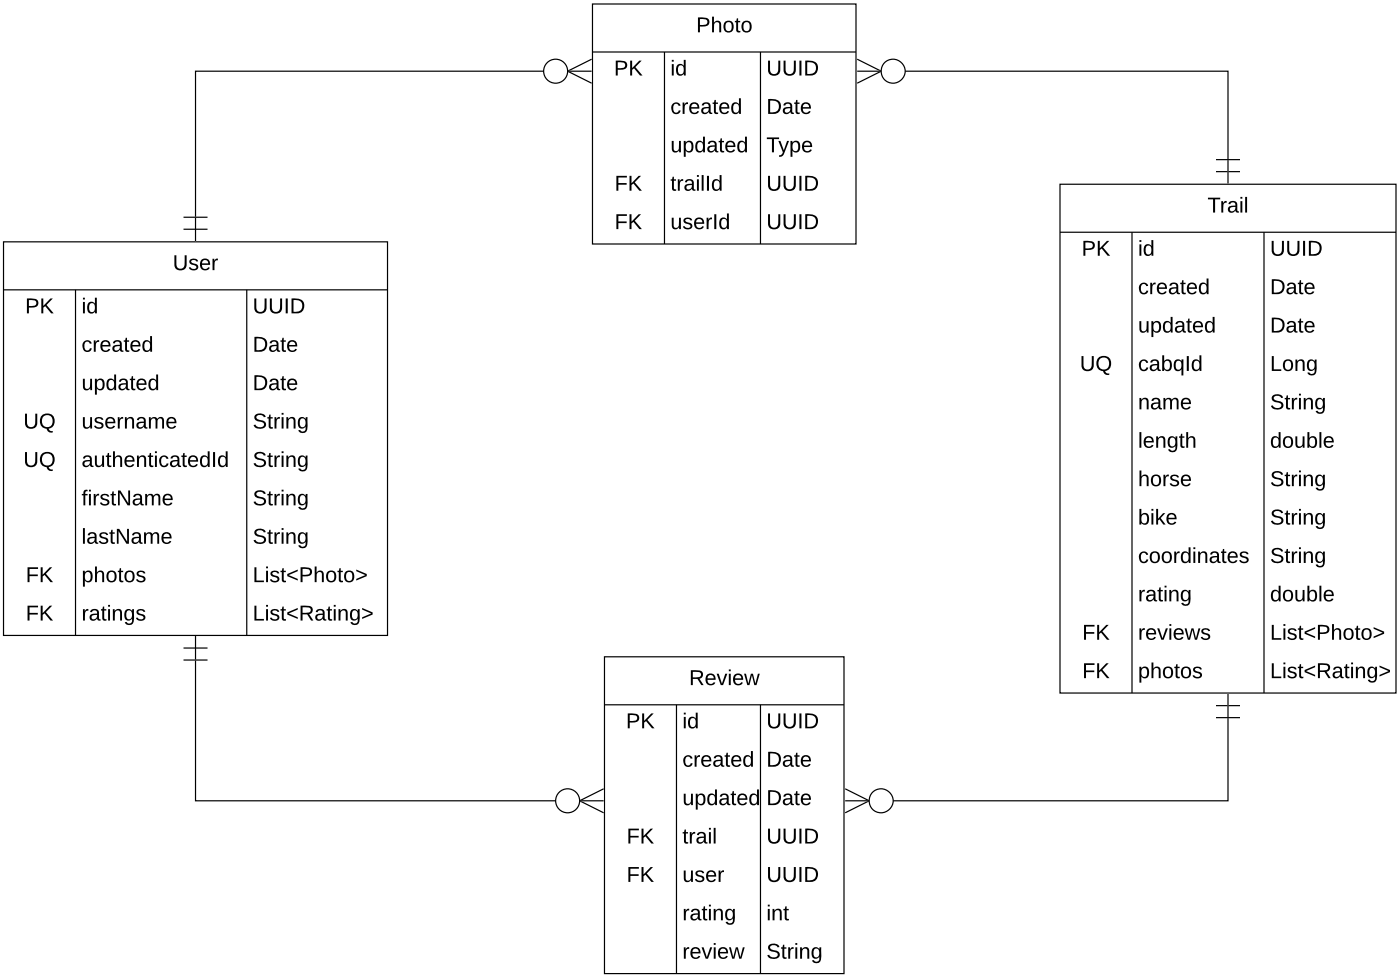 Photo
PK id UUID
created Date
updated Type
FK trailId UUID
FK userId UUID
User
PK id UUID
created Date
updated Date
UQ username String
UQ authenticatedId String
firstName String
lastName String
FK photos List<Photo>
FK ratings List<Rating>
Trail
PK id UUID
created Date
updated Date
UQ cabqId Long
name String
length double
horse String
bike String
coordinates String
rating double
FK reviews List<Photo>
FK photos List<Rating>
Review
PK id UUID
created Date
updated Date
FK trail UUID
FK user UUID
rating int
review String